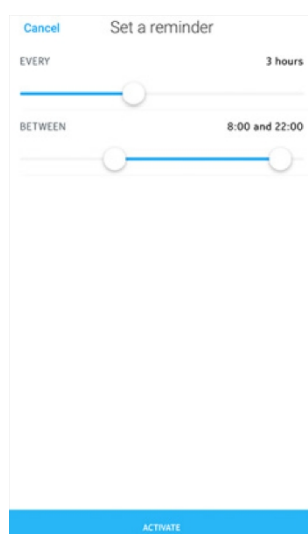 Cancel Set a reminder
EVERY 3 hours
BETWEEN 8:00 and 22:00
ACTIVATE